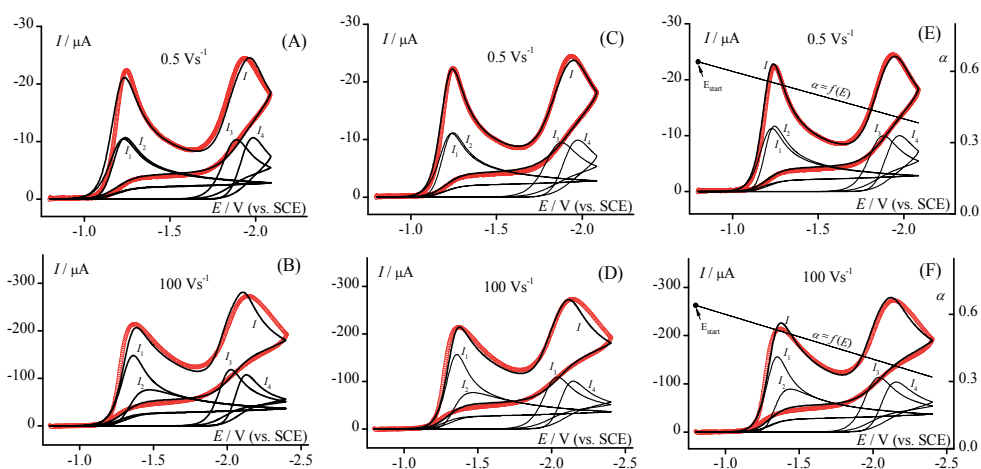 (A)
I / μA
0.5 Vs⁻¹
-30
-20
-10
0
I
I₁
I₂
I₃
I₄
-1.0
-1.5
-2.0
E / V (vs. SCE)
(C)
I / μA
0.5 Vs⁻¹
-30
-20
-10
0
I₁
I₂
I₃
I₄
-1.0
-1.5
-2.0
E / V (vs. SCE)
(E)
I / μA
0.5 Vs⁻¹
-30
-20
-10
0
E_start
α = f(E)
I₁
I₂
I₃
I₄
-1.0
-1.5
-2.0
E / V (vs. SCE)
α
0.6
0.3
0.0
(B)
I / μA
100 Vs⁻¹
-300
-200
-100
0
I
I₁
I₂
I₃
I₄
-1.0
-1.5
-2.0
-2.5
E / V (vs. SCE)
(D)
I / μA
100 Vs⁻¹
-300
-200
-100
0
I₁
I₂
I₃
I₄
-1.0
-1.5
-2.0
-2.5
E / V (vs. SCE)
(F)
I / μA
100 Vs⁻¹
-300
-200
-100
0
E_start
I
α = f(E)
I₁
I₂
I₃
I₄
-1.0
-1.5
-2.0
-2.5
E / V (vs. SCE)
α
0.6
0.3
0.0